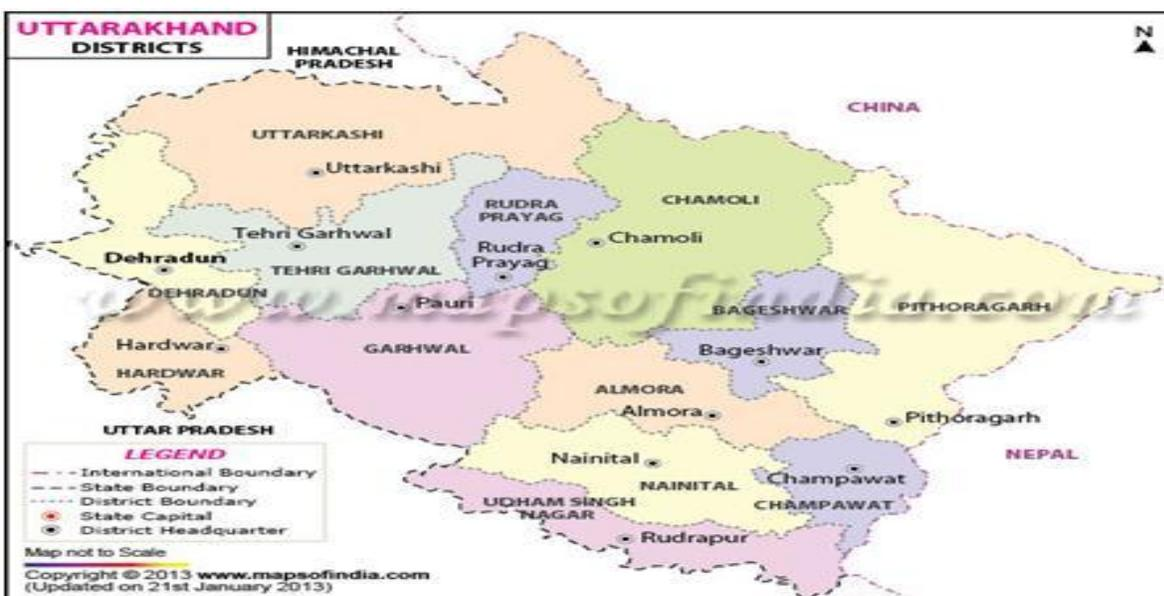 UTTARAKHAND
DISTRICTS
HIMACHAL
PRADESH
N
CHINA
UTTARKASHI
Uttarkashi
RUDRA
PRAYAG
CHAMOLI
Tehri Garhwal
Chamoli
Rudra
Prayag
Dehradun
TEHRI GARHWAL
DEHRADUN
Pauri
BAGESHWAR
PITHORAGARH
www.mapsofindia.com
Hardwar
GARHWAL
Bageshwar
HARDWAR
ALMORA
Almora
Pithoragarh
UTTAR PRADESH
NEPAL
Nainital
NAINITAL
Champawat
CHAMPAWAT
UDHAM SINGH
NAGAR
Rudrapur
LEGEND
International Boundary
State Boundary
District Boundary
State Capital
District Headquarter
Map not to Scale
Copyright © 2013 www.mapsofindia.com
(Updated on 21st January 2013)